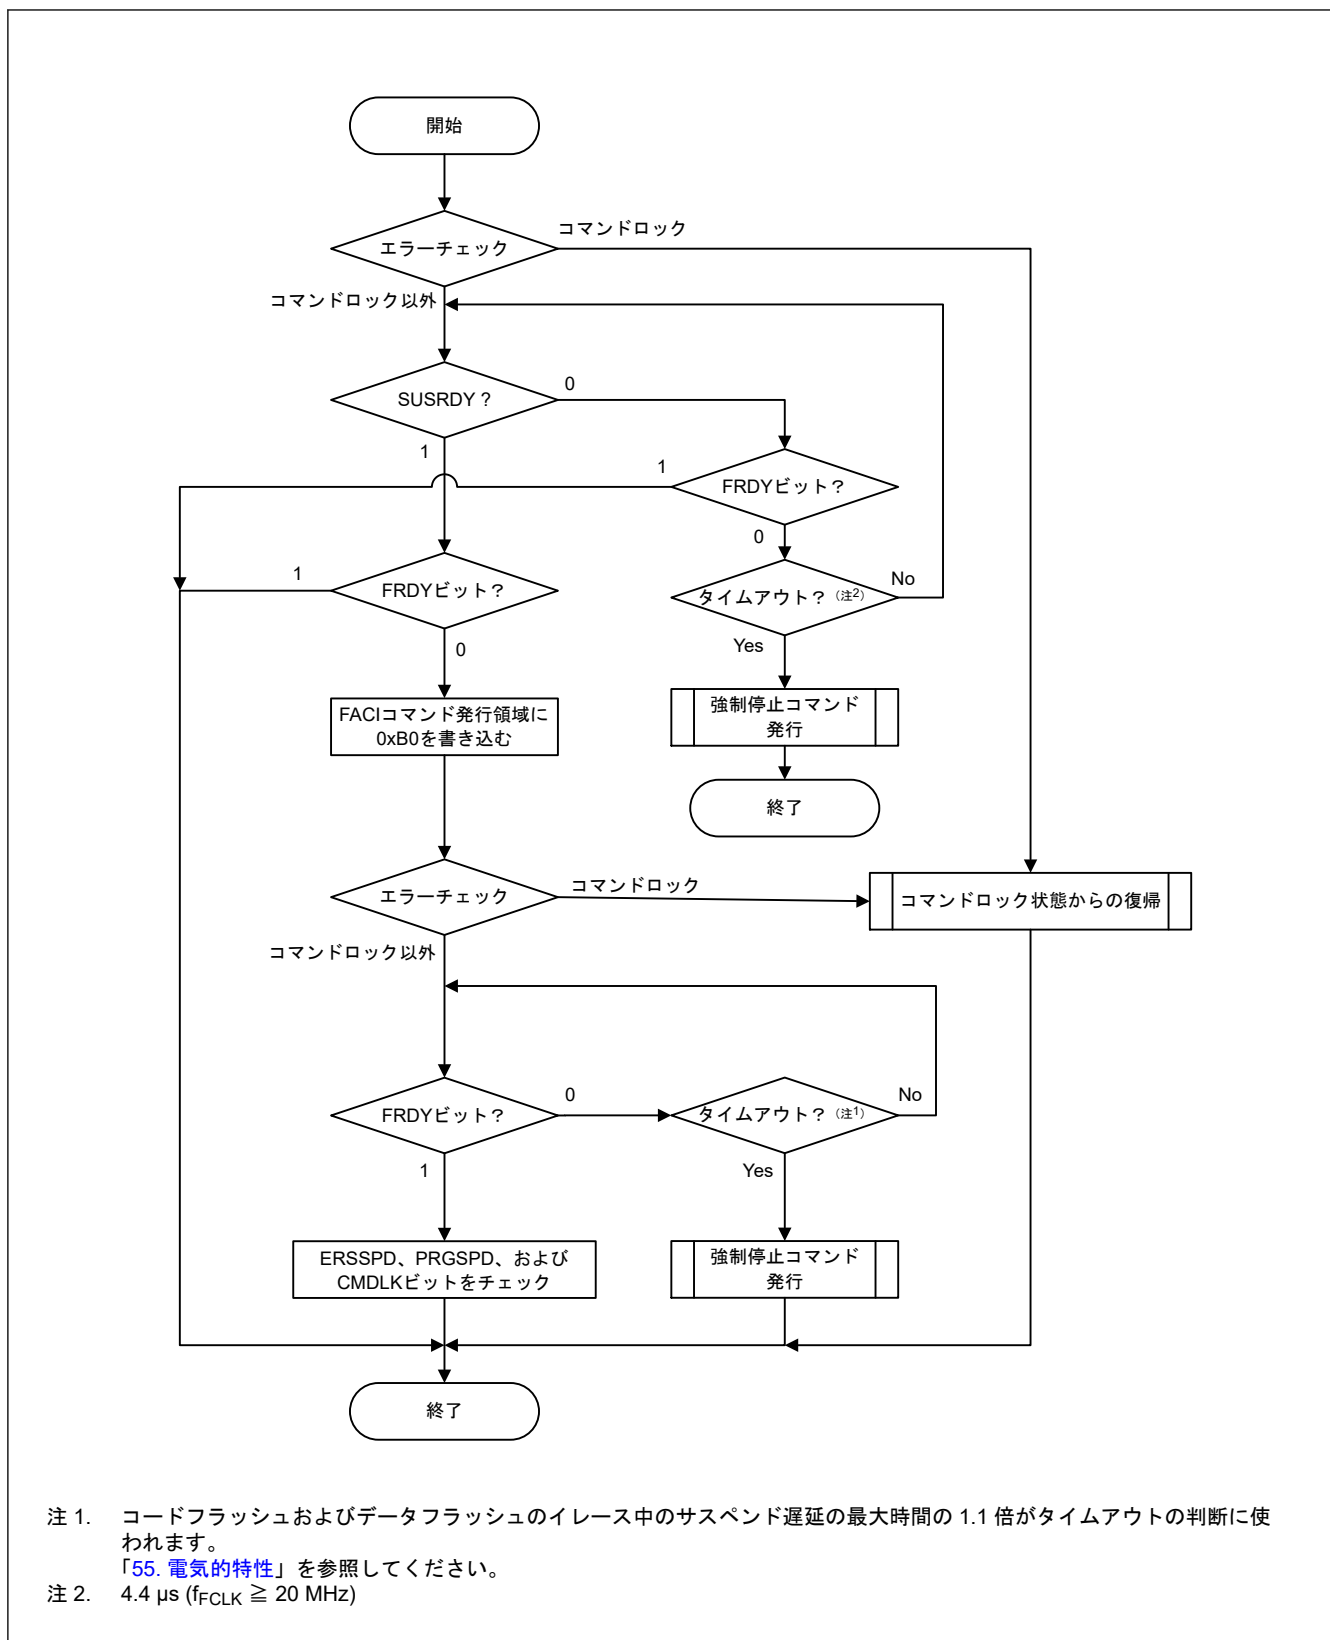 開始
エラーチェック
コマンドロック
コマンドロック以外
SUSRDY ?
0
1
1
FRDYビット?
0
1
FRDYビット?
タイムアウト? (注2)
No
0
Yes
FACIコマンド発行領域に
0xB0を書き込む
強制停止コマンド
発行
終了
エラーチェック
コマンドロック
コマンドロック状態からの復帰
コマンドロック以外
FRDYビット?
0
タイムアウト? (注1)
No
1
Yes
ERSSPD、PRGSPD、および
CMDLKビットをチェック
強制停止コマンド
発行
終了
注 1. コードフラッシュおよびデータフラッシュのイレース中のサスペンド遅延の最大時間の 1.1 倍がタイムアウトの判断に使
われます。
「55. 電気的特性」を参照してください。
注 2. 4.4 µs (fFCLK ≧ 20 MHz)